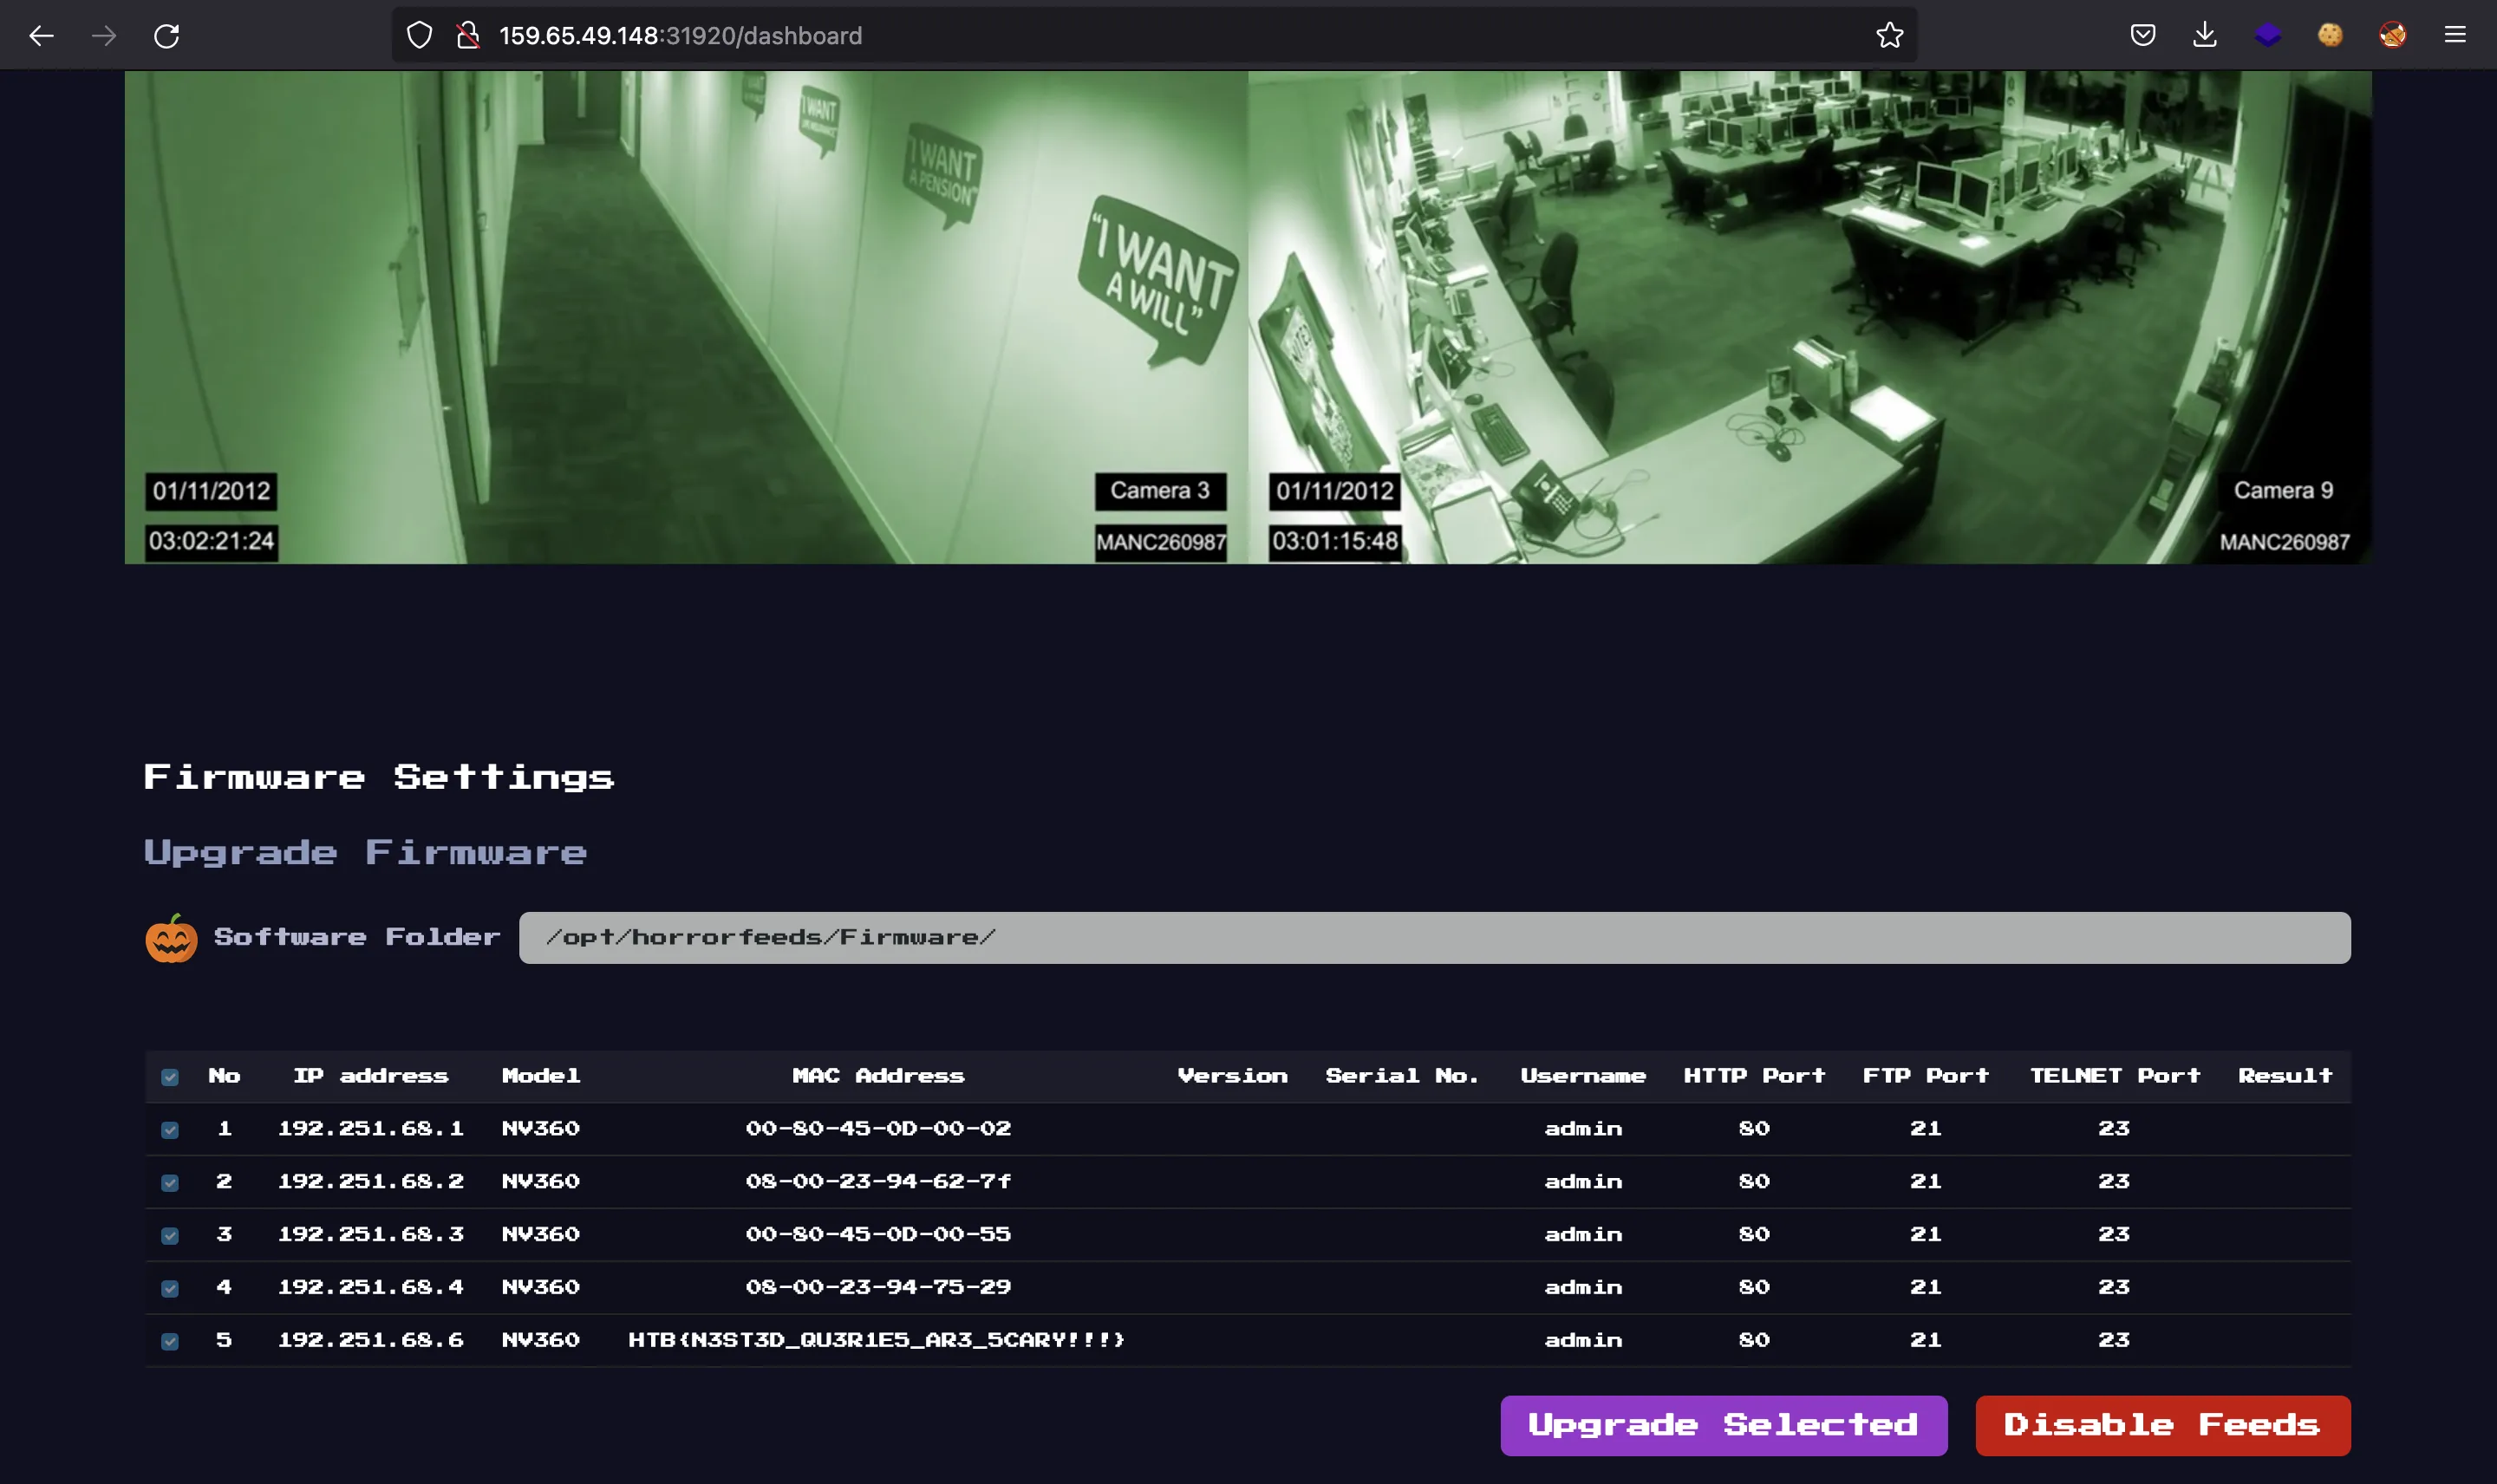 159.65.49.148:31920/dashboard
I WANT
"I WANT
A PENSION"
"I WANT
A WILL"
01/11/2012
Camera 3
03:02:21:24
MANC260987
01/11/2012
Camera 9
03:01:15:48
MANC260987
Firmware Settings
Upgrade Firmware
Software Folder /opt/horrorfeeds/Firmware/
No IP address Model MAC Address Version Serial No. Username HTTP Port FTP Port TELNET Port Result
1 192.251.68.1 NV360 00-80-45-0D-00-02 admin 80 21 23
2 192.251.68.2 NV360 08-00-23-94-62-7f admin 80 21 23
3 192.251.68.3 NV360 00-80-45-0D-00-55 admin 80 21 23
4 192.251.68.4 NV360 08-00-23-94-75-29 admin 80 21 23
5 192.251.68.6 NV360 HTB{N3ST3D_QU3R1E5_AR3_5CARY!!!} admin 80 21 23
Upgrade Selected Disable Feeds